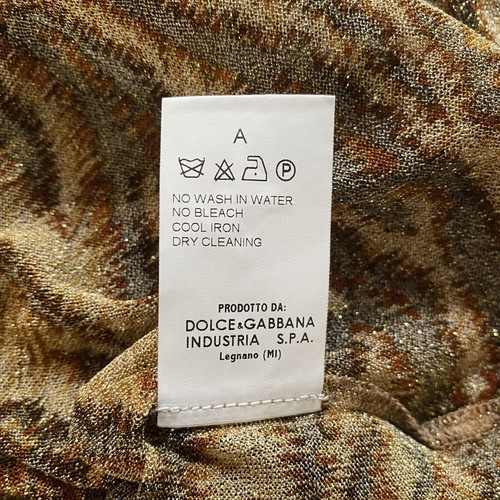 A
P
NO WASH IN WATER
NO BLEACH
COOL IRON
DRY CLEANING
PRODOTTO DA:
DOLCE&GABBANA
INDUSTRIA S.P.A.
Legnano (MI)